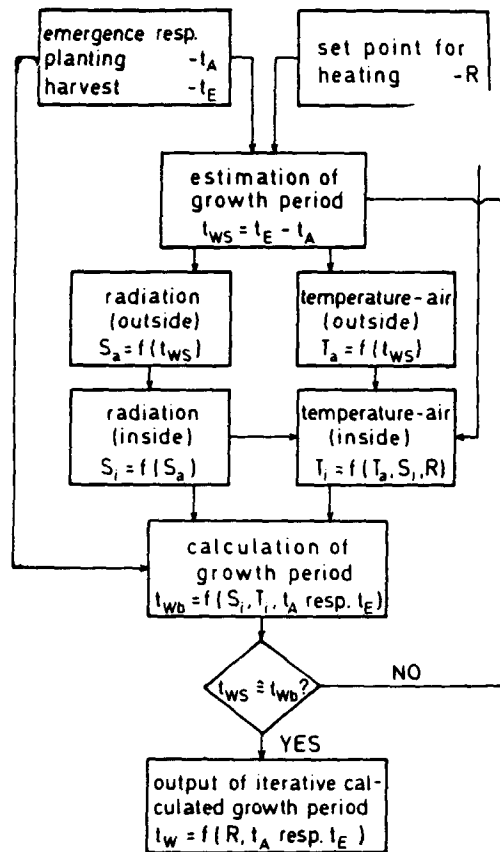 emergence resp.
planting -t_A
harvest -t_E
set point for
heating -R
estimation of
growth period
t_WS = t_E - t_A
radiation
(outside)
S_a = f(t_WS)
temperature-air
(outside)
T_a = f(t_WS)
radiation
(inside)
S_i = f(S_a)
temperature-air
(inside)
T_i = f(T_a, S_i, R)
calculation of
growth period
t_Wb = f(S_i, T_i, t_A resp. t_E)
t_WS ≙ t_Wb?
NO
YES
output of iterative cal-
culated growth period
t_W = f(R, t_A resp. t_E)